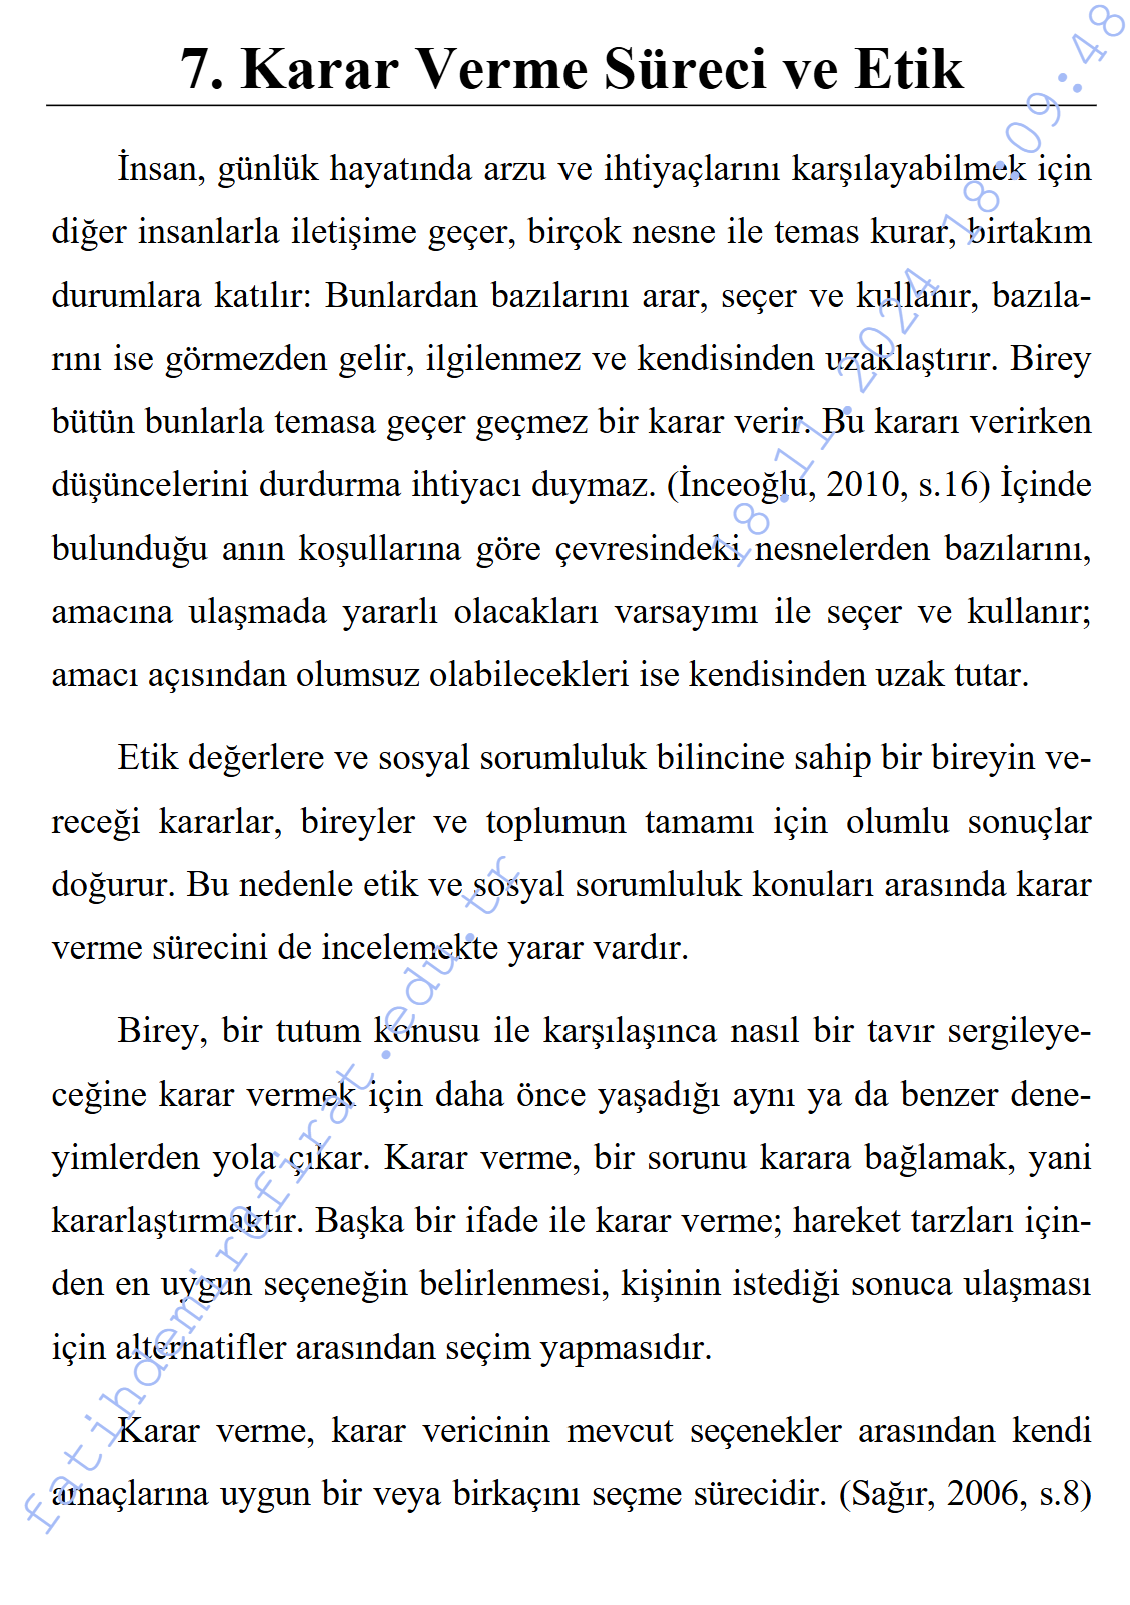 7. Karar Verme Süreci ve Etik
İnsan, günlük hayatında arzu ve ihtiyaçlarını karşılayabilmek için
diğer insanlarla iletişime geçer, birçok nesne ile temas kurar, birtakım
durumlara katılır: Bunlardan bazılarını arar, seçer ve kullanır, bazıla-
rını ise görmezden gelir, ilgilenmez ve kendisinden uzaklaştırır. Birey
bütün bunlarla temasa geçer geçmez bir karar verir. Bu kararı verirken
düşüncelerini durdurma ihtiyacı duymaz. (İnceoğlu, 2010, s.16) İçinde
bulunduğu anın koşullarına göre çevresindeki nesnelerden bazılarını,
amacına ulaşmada yararlı olacakları varsayımı ile seçer ve kullanır;
amacı açısından olumsuz olabilecekleri ise kendisinden uzak tutar.
Etik değerlere ve sosyal sorumluluk bilincine sahip bir bireyin ve-
receği kararlar, bireyler ve toplumun tamamı için olumlu sonuçlar
doğurur. Bu nedenle etik ve sosyal sorumluluk konuları arasında karar
verme sürecini de incelemekte yarar vardır.
Birey, bir tutum konusu ile karşılaşınca nasıl bir tavır sergileye-
ceğine karar vermek için daha önce yaşadığı aynı ya da benzer dene-
yimlerden yola çıkar. Karar verme, bir sorunu karara bağlamak, yani
kararlaştırmaktır. Başka bir ifade ile karar verme; hareket tarzları için-
den en uygun seçeneğin belirlenmesi, kişinin istediği sonuca ulaşması
için alternatifler arasından seçim yapmasıdır.
Karar verme, karar vericinin mevcut seçenekler arasından kendi
amaçlarına uygun bir veya birkaçını seçme sürecidir. (Sağır, 2006, s.8)
fatihdemir@firat.edu.tr
18.11.2024 18:09:48